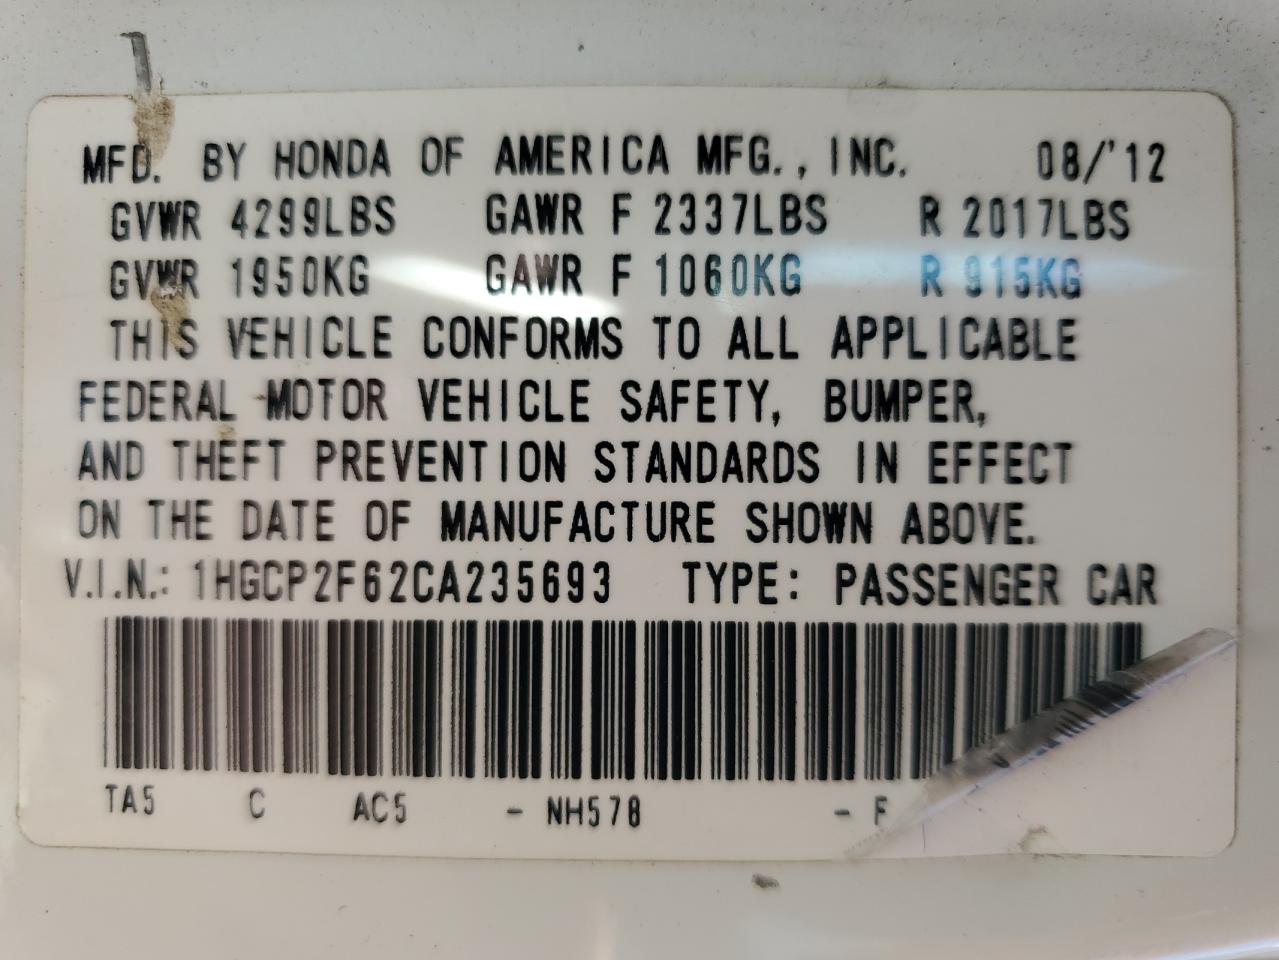 MFD. BY HONDA OF AMERICA MFG., INC. 08/'12
GVWR 4299LBS GAWR F 2337LBS R 2017LBS
GVWR 1950KG GAWR F 1060KG R 915KG
THIS VEHICLE CONFORMS TO ALL APPLICABLE
FEDERAL MOTOR VEHICLE SAFETY, BUMPER,
AND THEFT PREVENTION STANDARDS IN EFFECT
ON THE DATE OF MANUFACTURE SHOWN ABOVE.
V.I.N.: 1HGCP2F62CA235693 TYPE: PASSENGER CAR
TA5 C AC5 - NH578 - F